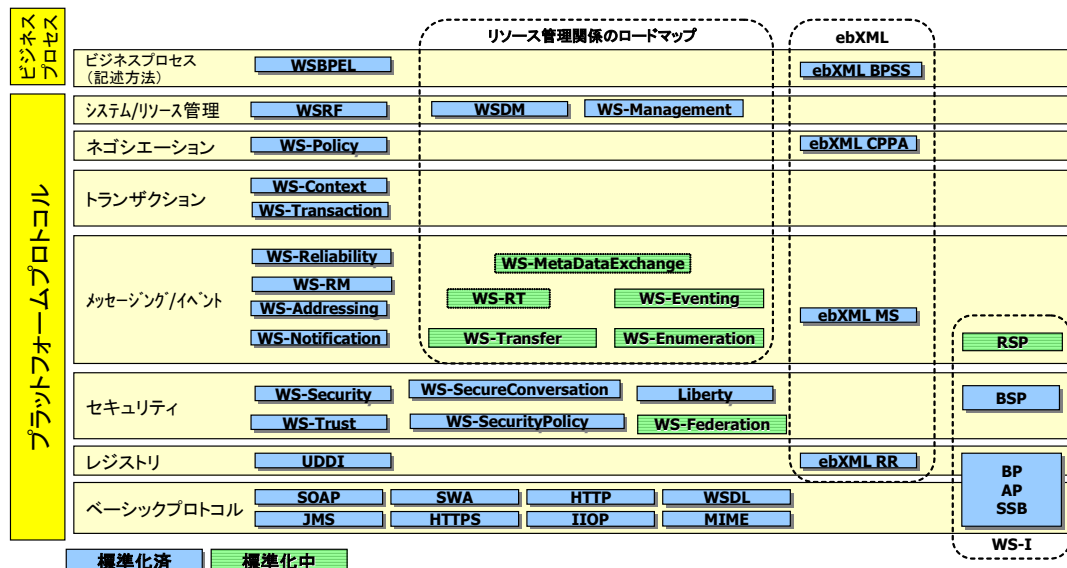 ビジネス
プロセス
リソース管理関係のロードマップ
ebXML
ビジネスプロセス
(記述方法)
WSBPEL
ebXML BPSS
プラットフォームプロトコル
システム/リソース管理
WSRF
WSDM
WS-Management
ネゴシエーション
WS-Policy
ebXML CPPA
トランザクション
WS-Context
WS-Transaction
メッセージング/イベント
WS-Reliability
WS-RM
WS-Addressing
WS-Notification
WS-MetaDataExchange
WS-RT
WS-Eventing
WS-Transfer
WS-Enumeration
ebXML MS
RSP
セキュリティ
WS-Security
WS-SecureConversation
Liberty
WS-Trust
WS-SecurityPolicy
WS-Federation
BSP
レジストリ
UDDI
ebXML RR
BP
AP
SSB
ベーシックプロトコル
SOAP
SWA
HTTP
WSDL
JMS
HTTPS
IIOP
MIME
WS-I
標準化済
標準化中